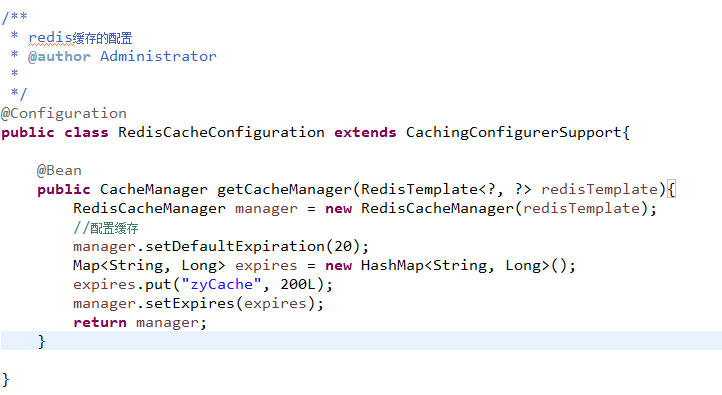 /**
 * redis缓存的配置
 * @author Administrator
 *
 */
@Configuration
public class RedisCacheConfiguration extends CachingConfigurerSupport{
    @Bean
    public CacheManager getCacheManager(RedisTemplate<?, ?> redisTemplate){
        RedisCacheManager manager = new RedisCacheManager(redisTemplate);
        //配置缓存
        manager.setDefaultExpiration(20);
        Map<String, Long> expires = new HashMap<String, Long>();
        expires.put("zyCache", 200L);
        manager.setExpires(expires);
        return manager;
    }
}